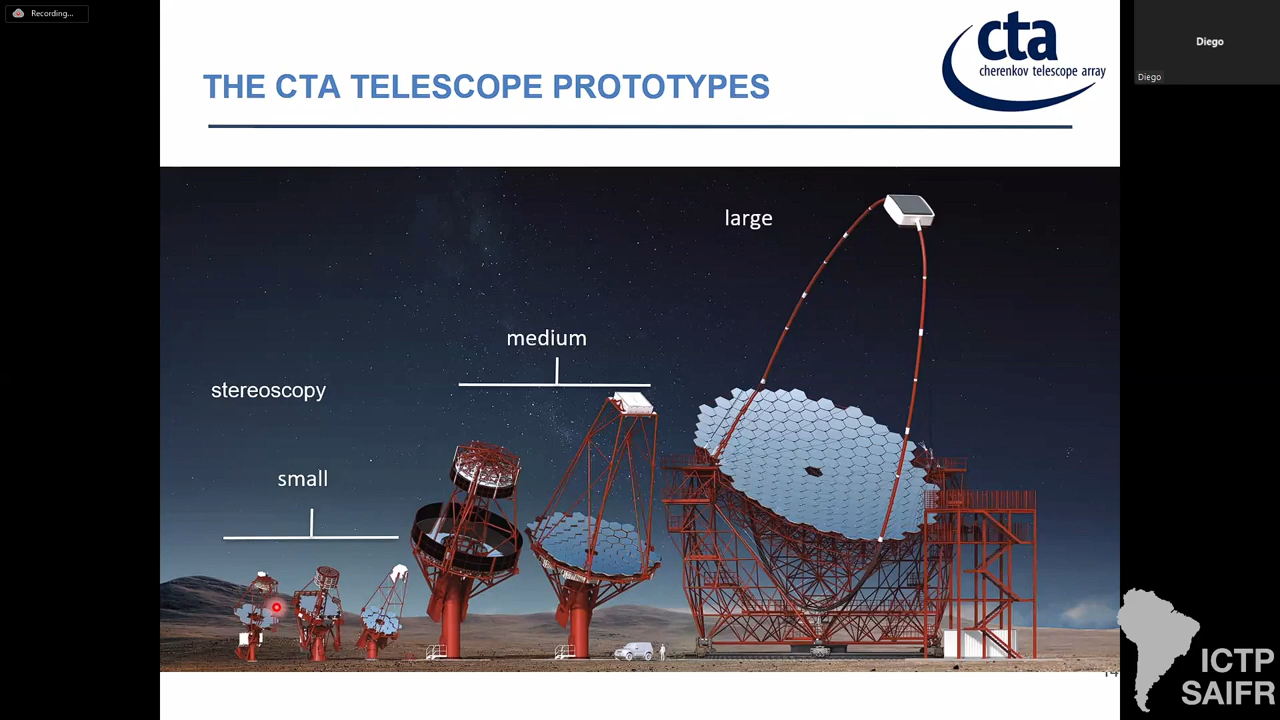 Recording...
cta
cherenkov telescope array
Diego
Diego
THE CTA TELESCOPE PROTOTYPES
large
medium
stereoscopy
small
ICTP
SAIFR